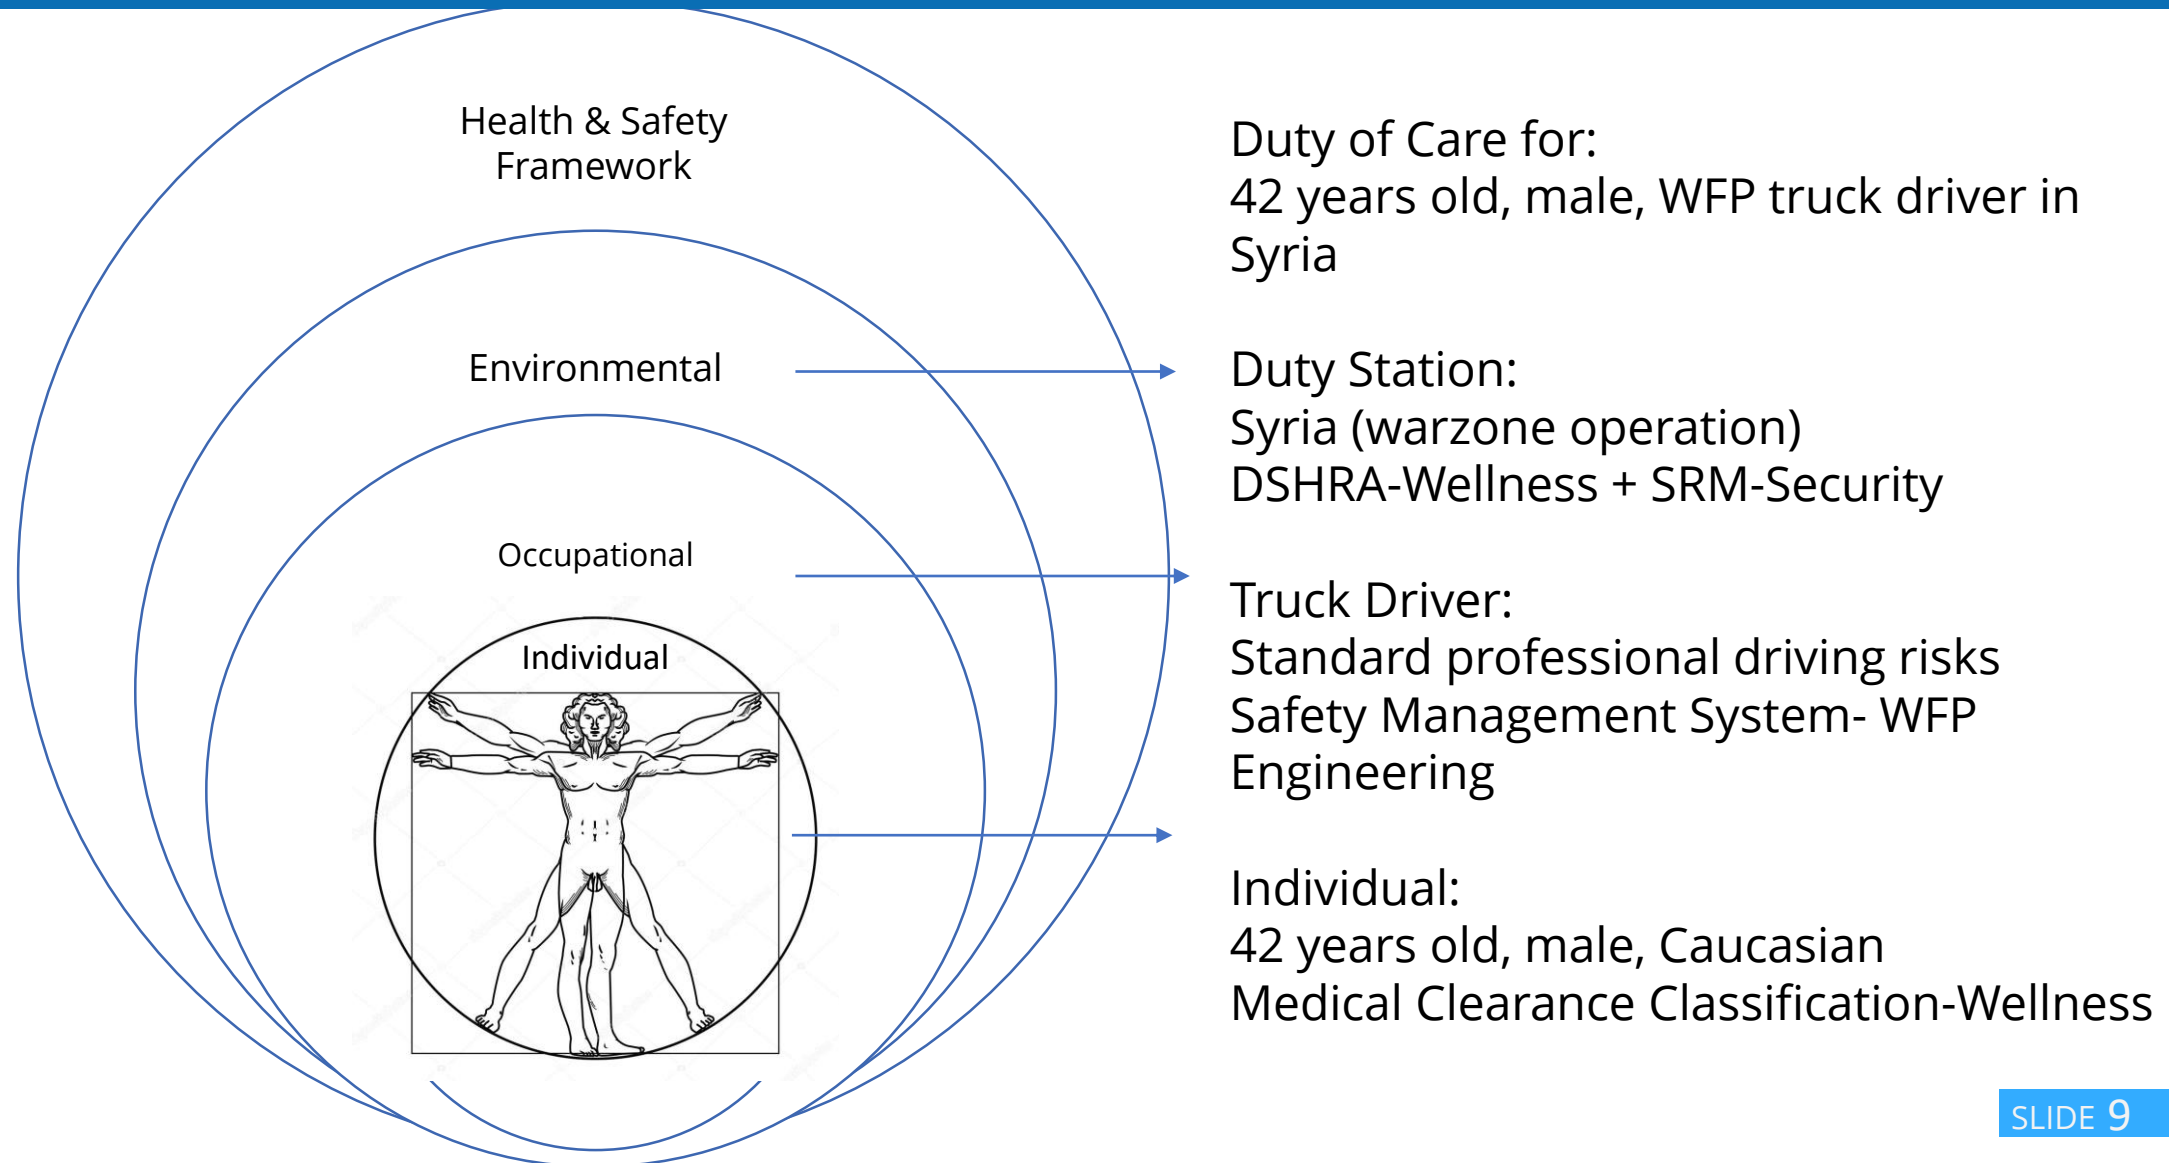 Health & Safety
Framework
Environmental
Occupational
Individual
Duty of Care for:
42 years old, male, WFP truck driver in
Syria
Duty Station:
Syria (warzone operation)
DSHRA-Wellness + SRM-Security
Truck Driver:
Standard professional driving risks
Safety Management System- WFP
Engineering
Individual:
42 years old, male, Caucasian
Medical Clearance Classification-Wellness
SLIDE 9